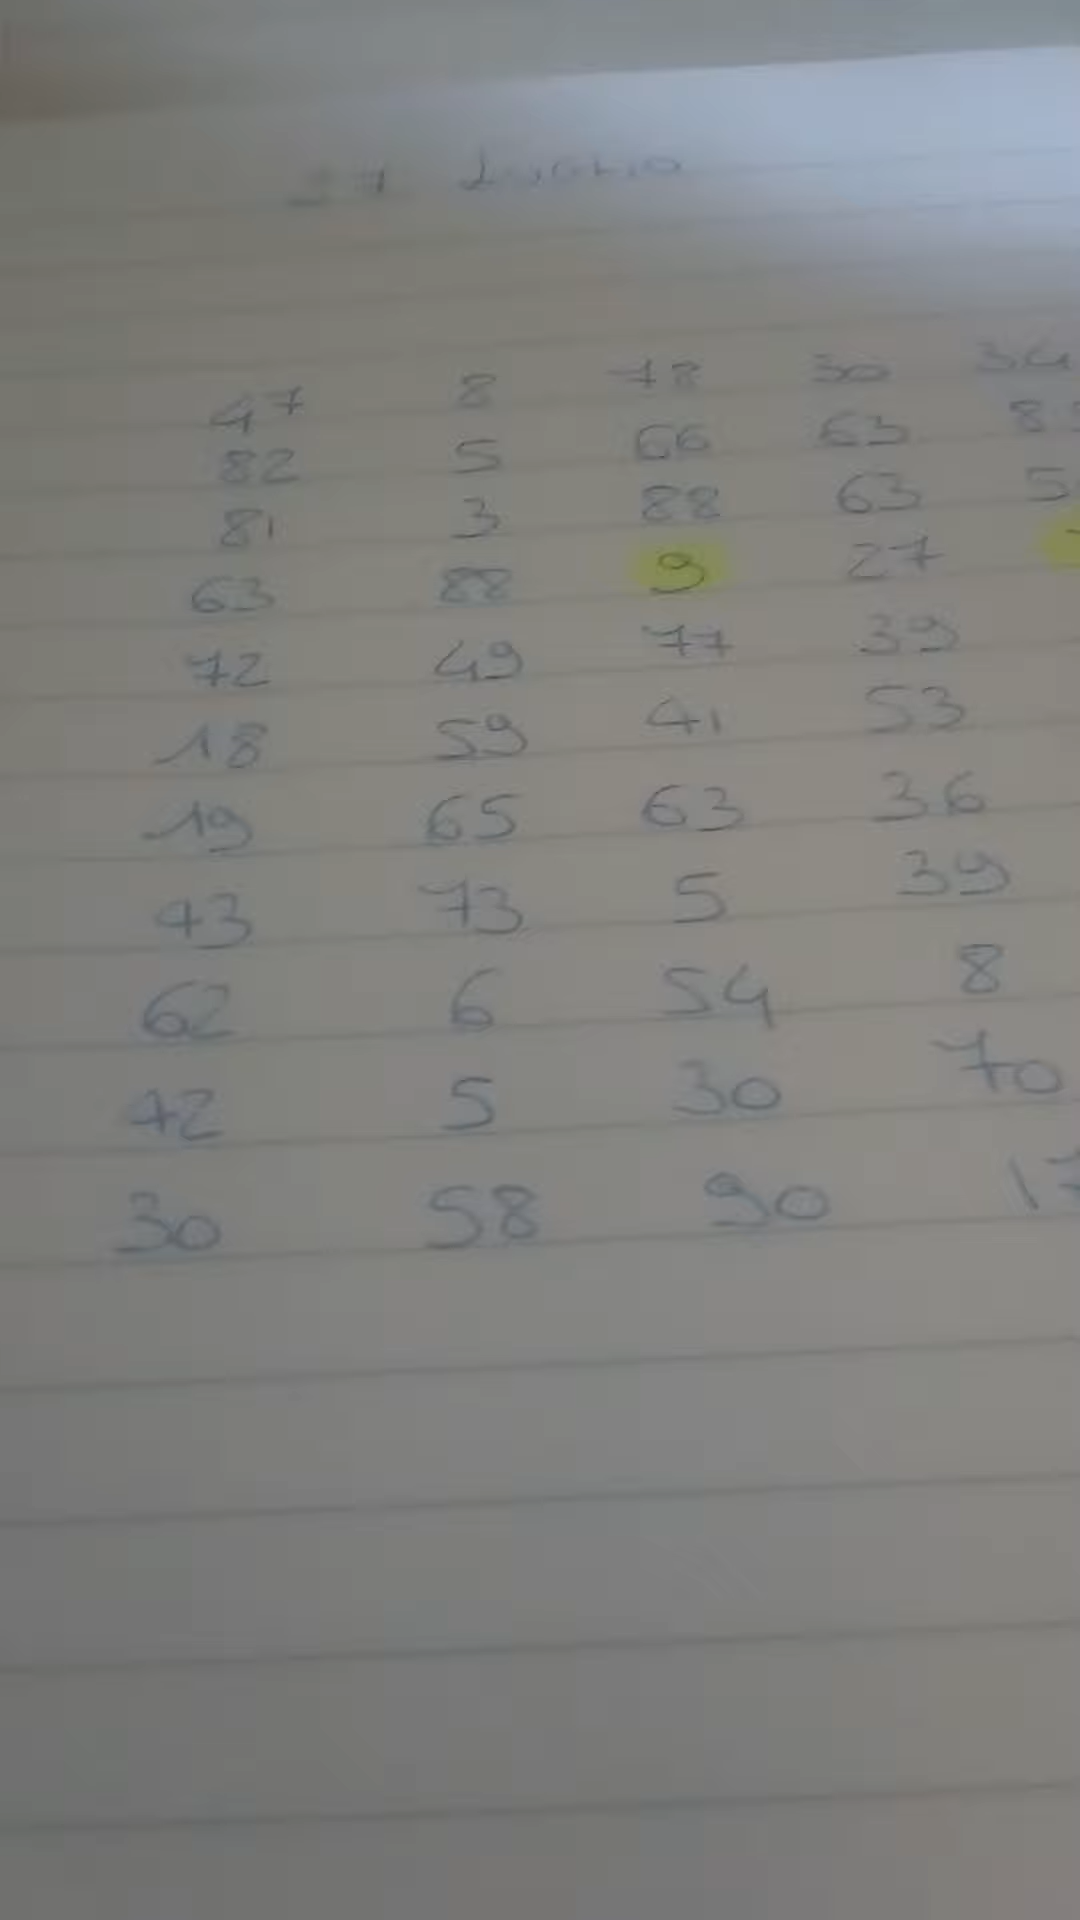 27 LUGLIO
47 8 78 30 34
82 5 66 63
81 3 88 63
63 88 9 27
72 49 77 39
18 59 41 53
19 65 63 36
43 73 5 39
62 6 54 8
42 5 30 70
30 58 90 17